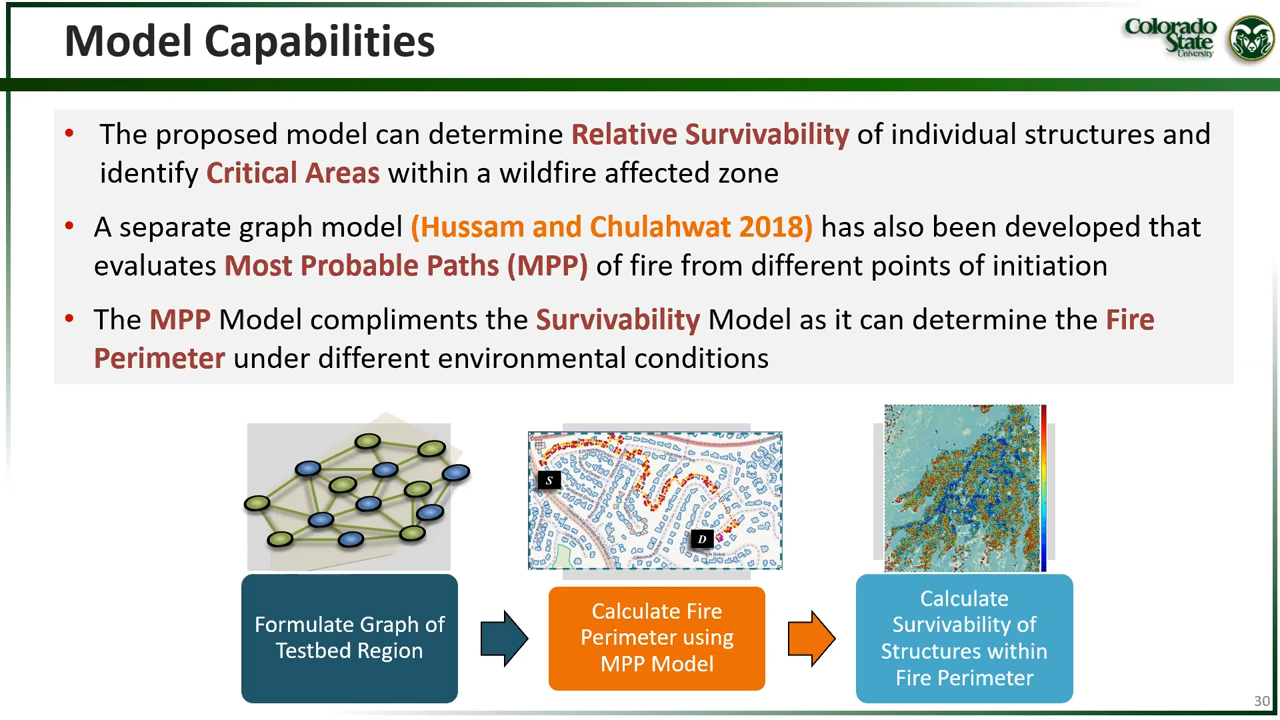 Model Capabilities
Colorado
State
University
• The proposed model can determine Relative Survivability of individual structures and
identify Critical Areas within a wildfire affected zone
• A separate graph model (Hussam and Chulahwat 2018) has also been developed that
evaluates Most Probable Paths (MPP) of fire from different points of initiation
• The MPP Model compliments the Survivability Model as it can determine the Fire
Perimeter under different environmental conditions
S
D
Formulate Graph of
Testbed Region
Calculate Fire
Perimeter using
MPP Model
Calculate
Survivability of
Structures within
Fire Perimeter
30